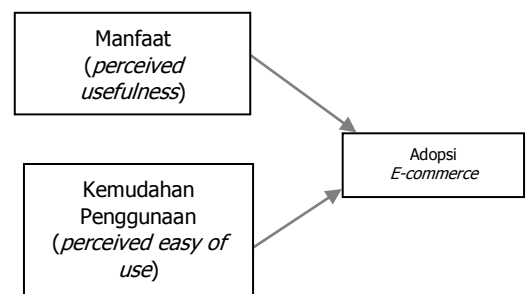 Manfaat
(perceived
usefulness)
Adopsi
E-commerce
Kemudahan
Penggunaan
(perceived easy of
use)